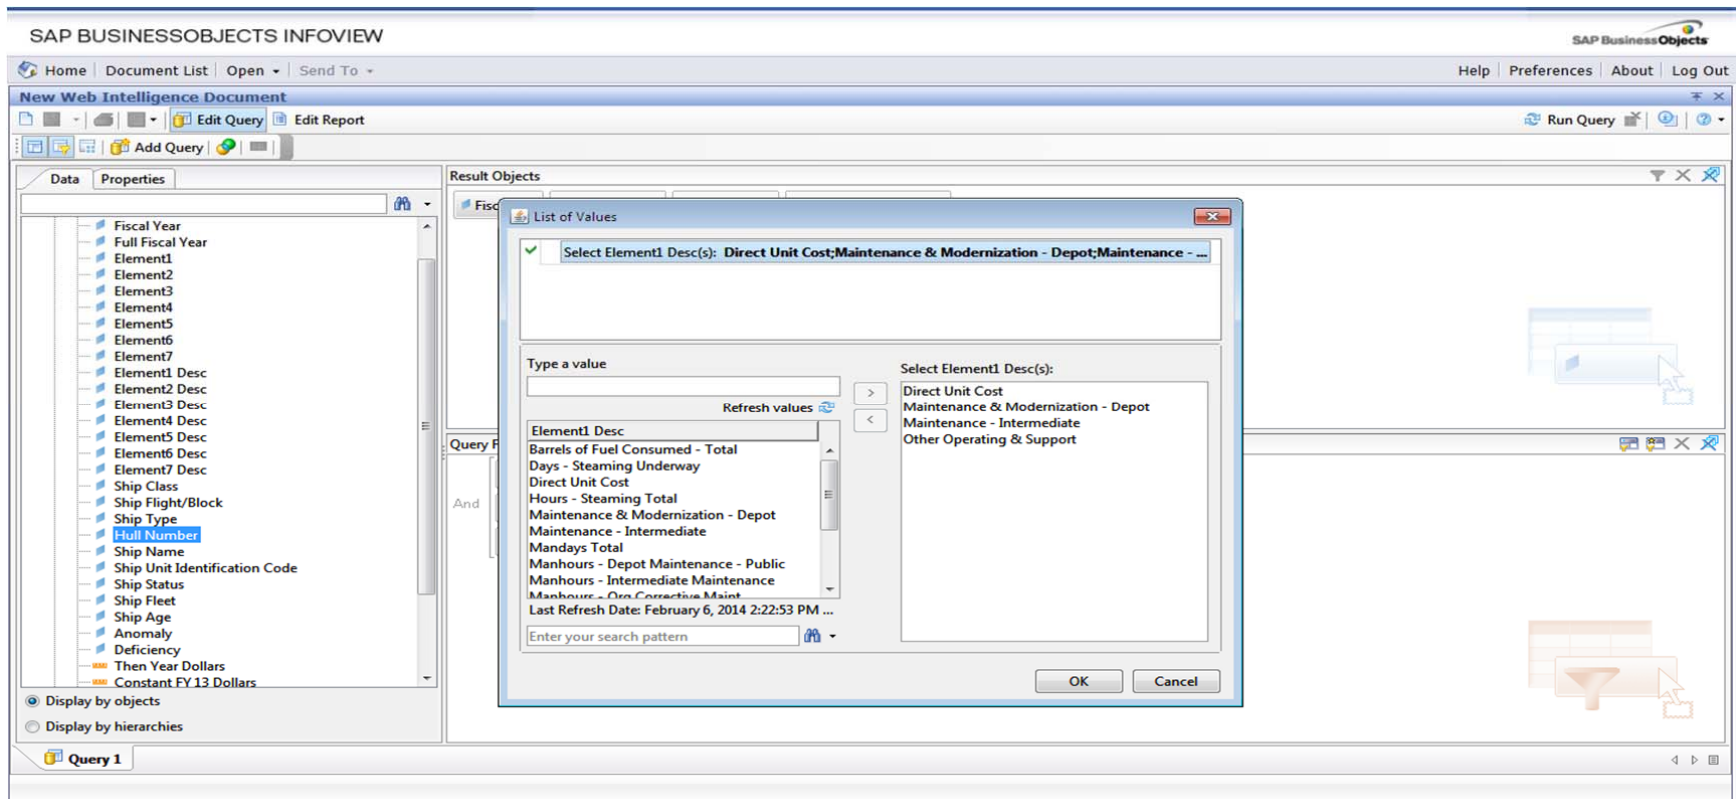 SAP BUSINESSOBJECTS INFOVIEW
SAP BusinessObjects
Home Document List Open Send To
Help Preferences About Log Out
New Web Intelligence Document
Edit Query Edit Report
Run Query
Add Query
Data Properties
Result Objects
Fisc
Fiscal Year
Full Fiscal Year
Element1
Element2
Element3
Element4
Element5
Element6
Element7
Element1 Desc
Element2 Desc
Element3 Desc
Element4 Desc
Element5 Desc
Element6 Desc
Element7 Desc
Ship Class
Ship Flight/Block
Ship Type
Hull Number
Ship Name
Ship Unit Identification Code
Ship Status
Ship Fleet
Ship Age
Anomaly
Deficiency
Then Year Dollars
Constant FY 13 Dollars
Display by objects
Display by hierarchies
Query 1
Query F
And
List of Values
Select Element1 Desc(s): Direct Unit Cost;Maintenance & Modernization - Depot;Maintenance - ...
Type a value
Refresh values
Element1 Desc
Barrels of Fuel Consumed - Total
Days - Steaming Underway
Direct Unit Cost
Hours - Steaming Total
Maintenance & Modernization - Depot
Maintenance - Intermediate
Mandays Total
Manhours - Depot Maintenance - Public
Manhours - Intermediate Maintenance
Manhours - Org Corrective Maint
Last Refresh Date: February 6, 2014 2:22:53 PM ...
Enter your search pattern
Select Element1 Desc(s):
Direct Unit Cost
Maintenance & Modernization - Depot
Maintenance - Intermediate
Other Operating & Support
OK Cancel